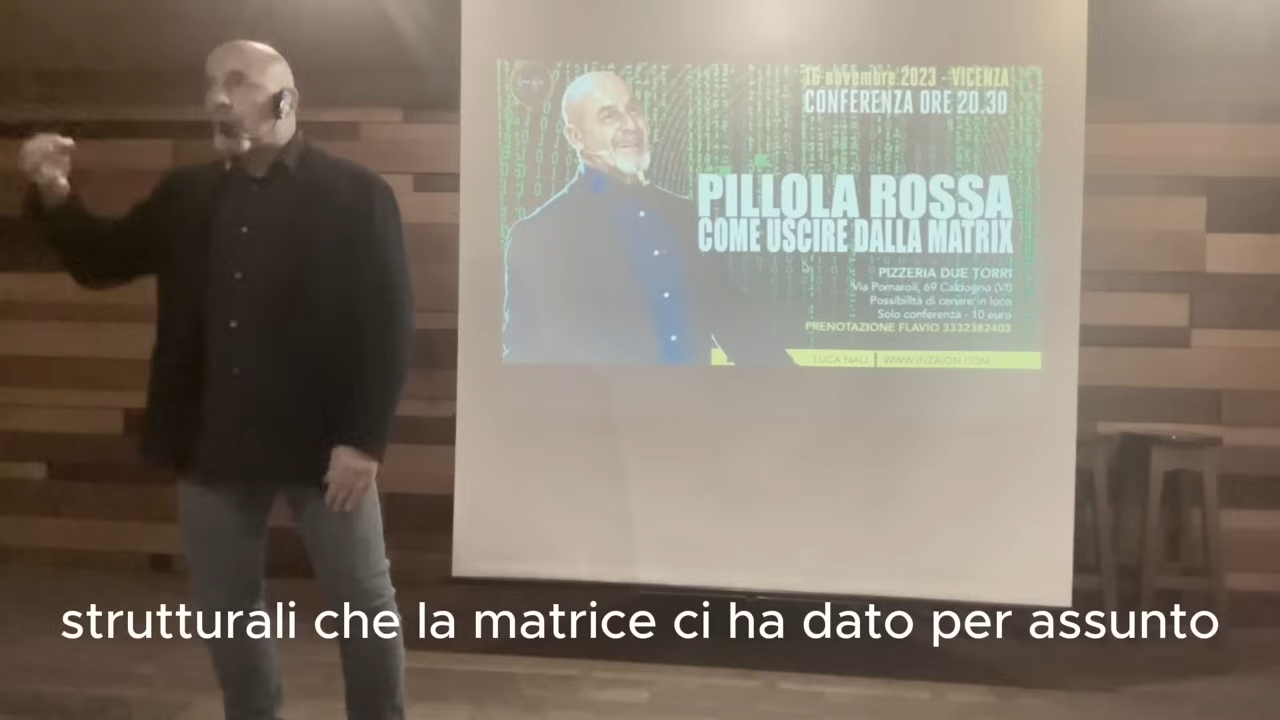 16 novembre 2023 - VICENZA
CONFERENZA ORE 20.30
PILLOLA ROSSA
COME USCIRE DALLA MATRIX
PIZZERIA DUE TORRI
Via Pomaroli, 69 Caldogno (VI)
Possibilità di cenare in loco
Solo conferenza - 10 euro
PRENOTAZIONE FLAVIO 3332382403
LUCA NALI | WWW.INZAION.COM
strutturali che la matrice ci ha dato per assunto